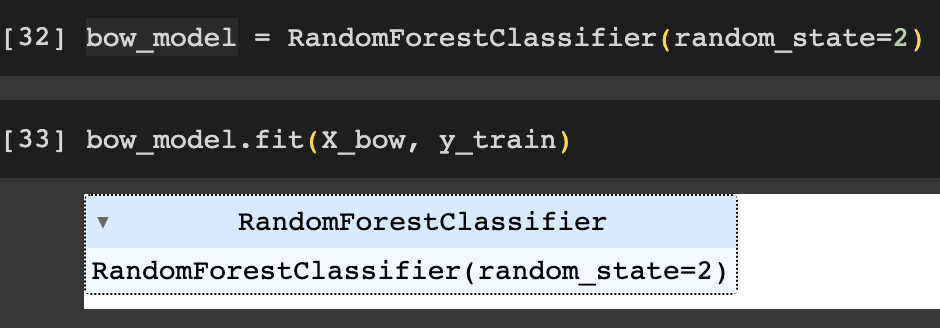 [32] bow_model = RandomForestClassifier(random_state=2)
[33] bow_model.fit(X_bow, y_train)
▾ RandomForestClassifier
RandomForestClassifier(random_state=2)